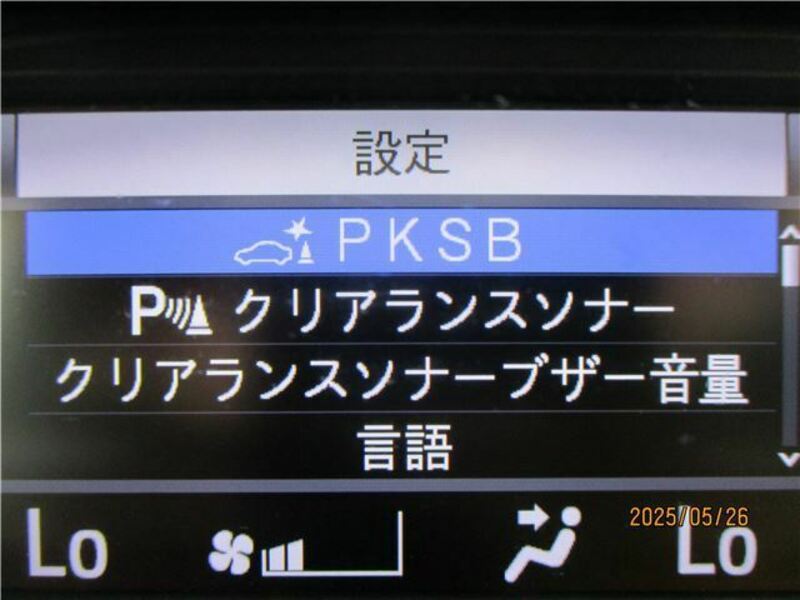 設定
PKSB
P クリアランスソナー
クリアランスソナーブザー音量
言語
Lo
2025/05/26
Lo